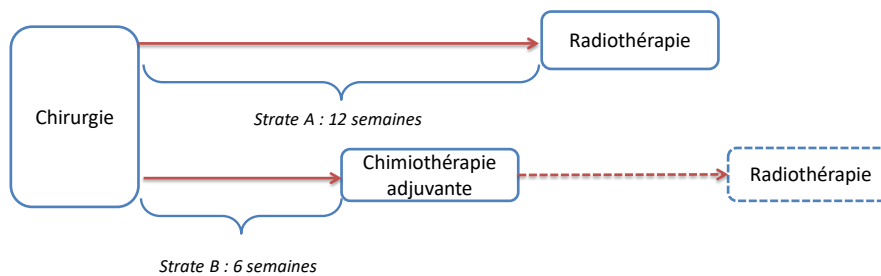 Radiothérapie
Chirurgie
Strate A : 12 semaines
Chimiothérapie
adjuvante
Radiothérapie
Strate B : 6 semaines